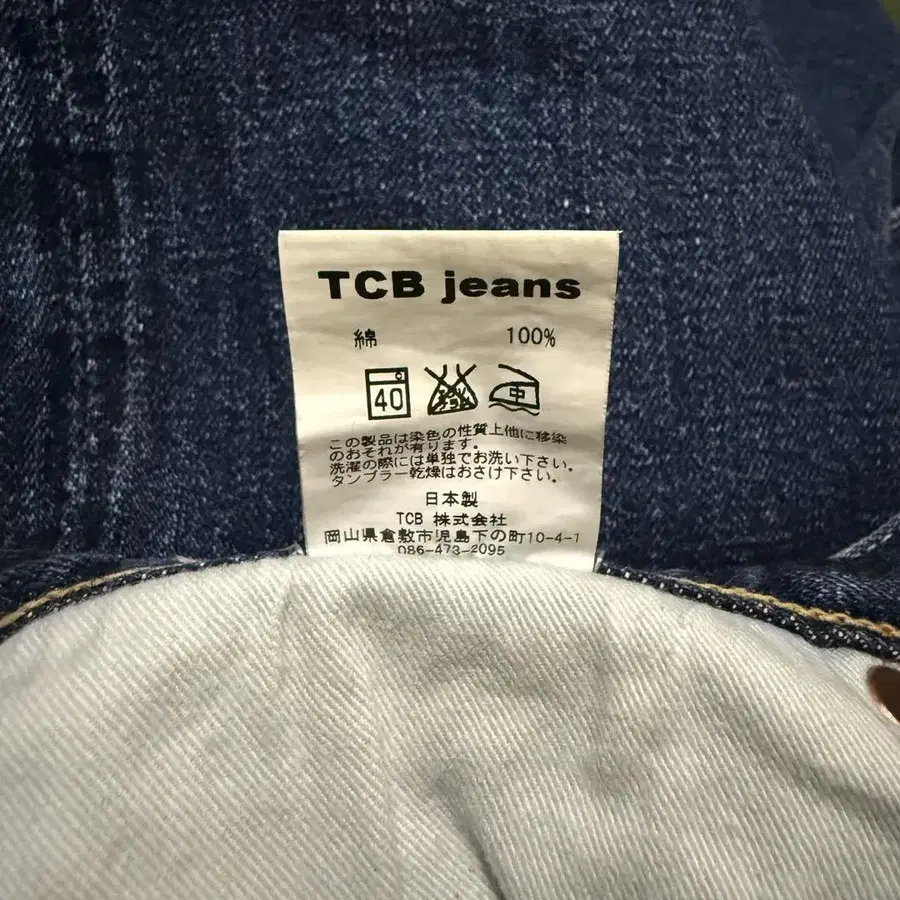 TCB jeans
綿 100%
40
中
この製品は染色の性質上他に移染
のおそれが有ります。
洗濯の際には単独でお洗い下さい。
タンブラー乾燥はおさけ下さい。
日本製
TCB 株式会社
岡山県倉敷市児島下の町10-4-1
086-473-2095